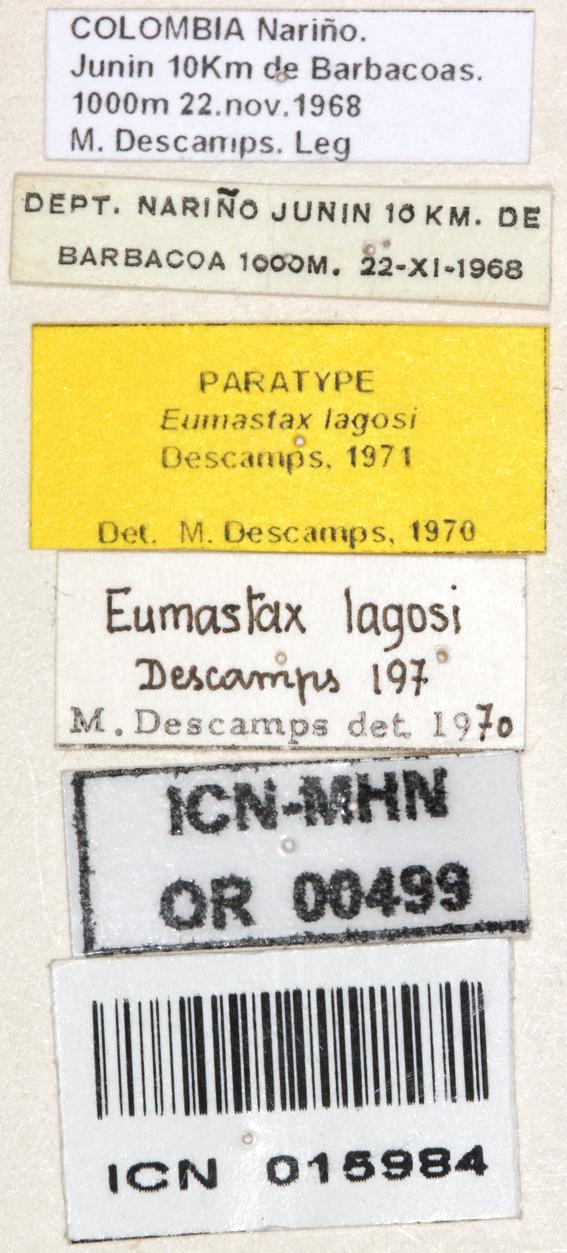 COLOMBIA Nariño.
Junin 10Km de Barbacoas.
1000m 22.nov.1968
M. Descamps. Leg
DEPT. NARIÑO JUNIN 10 KM. DE
BARBACOA 1000M. 22-XI-1968
PARATYPE
Eumastax lagosi
Descamps, 1971
Det. M. Descamps, 1970
Eumastax lagosi
Descamps 197
M. Descamps det. 1970
ICN-MHN
OR 00499
ICN 015984